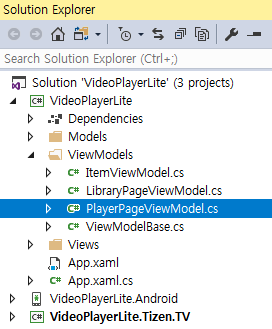 Solution Explorer
Search Solution Explorer (Ctrl+;)
Solution 'VideoPlayerLite' (3 projects)
C# VideoPlayerLite
Dependencies
Models
ViewModels
C# ItemViewModel.cs
C# LibraryPageViewModel.cs
C# PlayerPageViewModel.cs
C# ViewModelBase.cs
Views
App.xaml
C# App.xaml.cs
VideoPlayerLite.Android
C# VideoPlayerLite.Tizen.TV